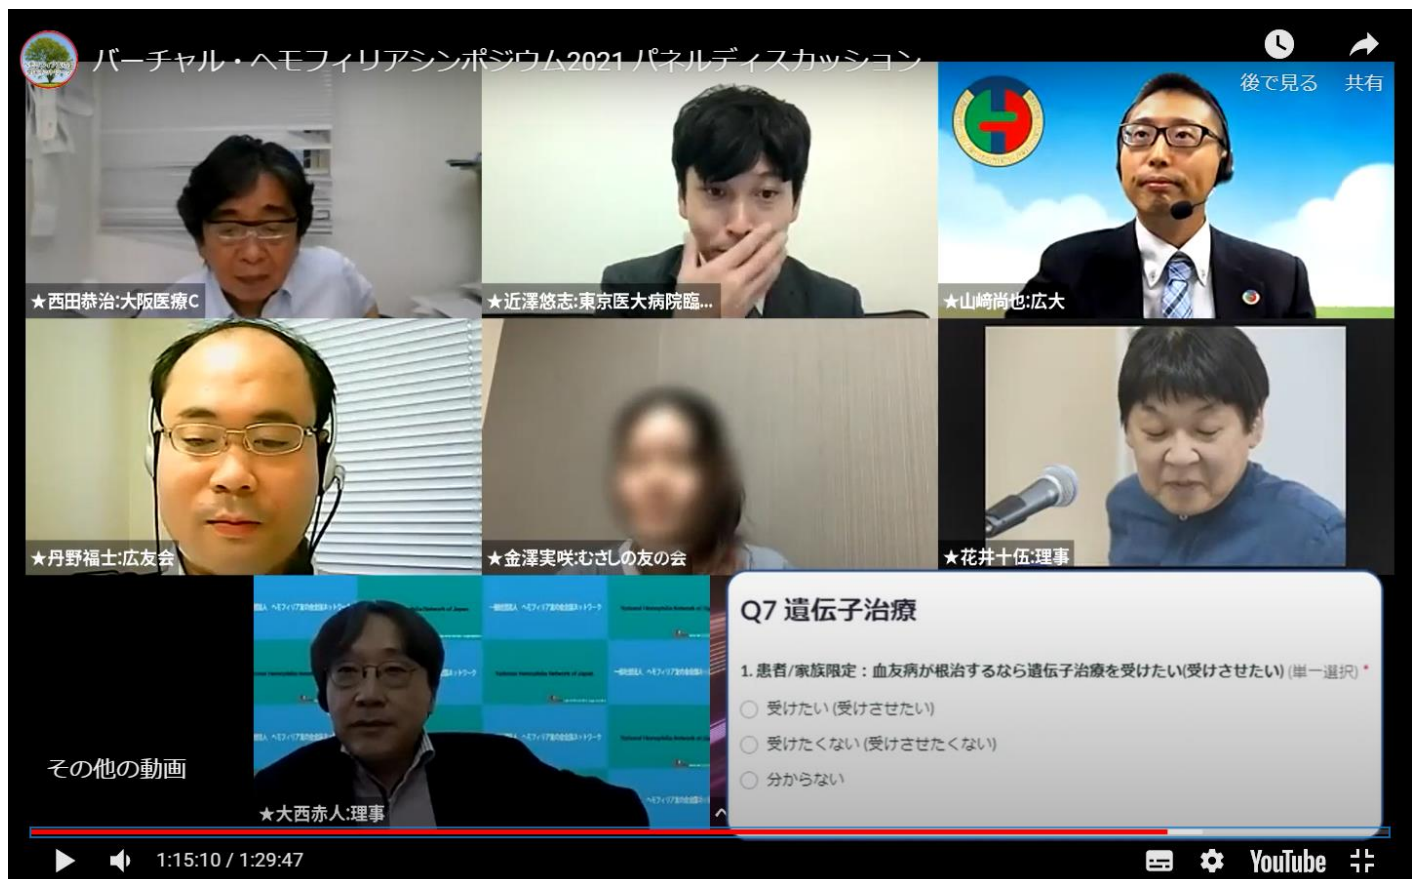 バーチャル・ヘモフィリアシンポジウム2021 パネルディスカッション
後で見る
共有
★西田恭治:大阪医療C
★近澤悠志:東京医大病院臨...
★山﨑尚也:広大
★丹野福士:広友会
★金澤実咲:むさしの友の会
★花井十伍:理事
Q7 遺伝子治療
1. 患者/家族限定：血友病が根治するなら遺伝子治療を受けたい(受けさせたい) (単一選択) *
受けたい (受けさせたい)
受けたくない (受けさせたくない)
分からない
その他の動画
★大西赤人:理事
1:15:10 / 1:29:47
YouTube